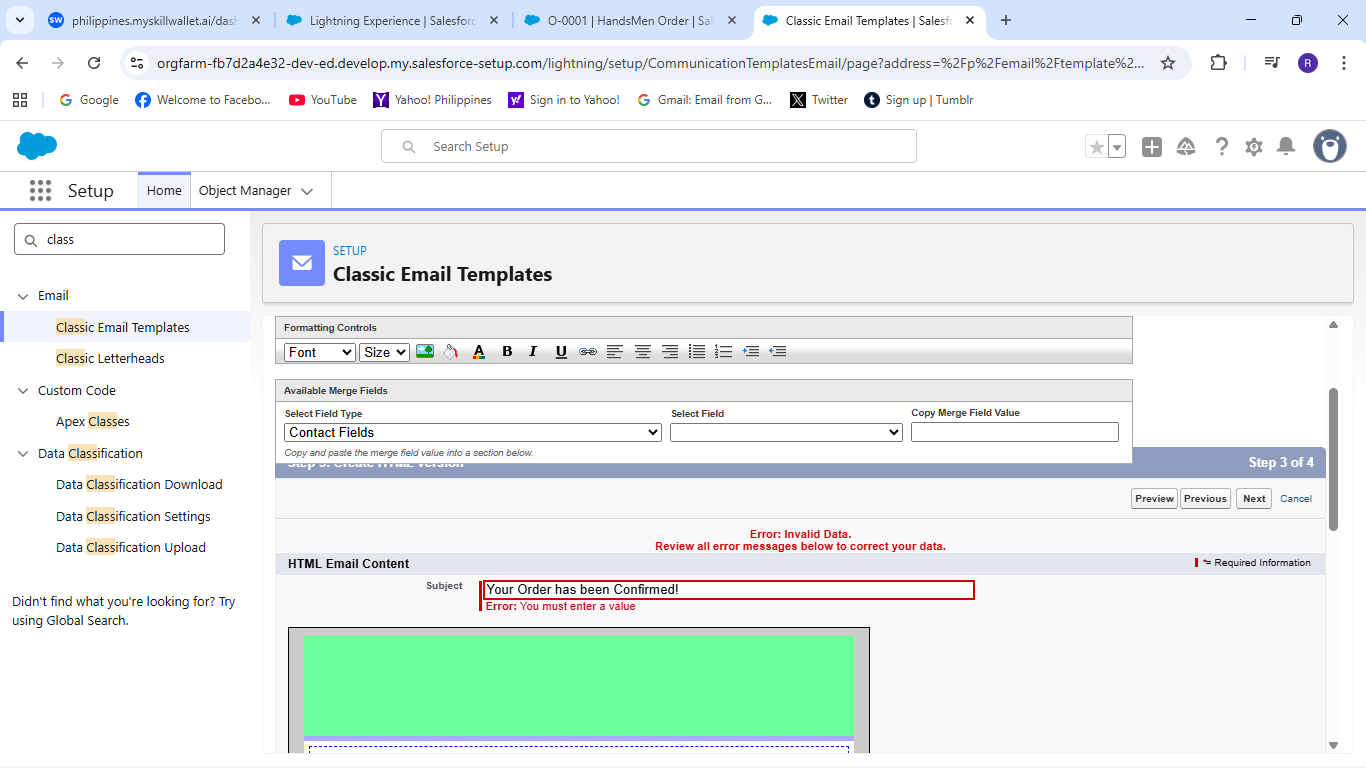 philippines.myskillwallet.ai/dash
Lightning Experience | Salesforc
O-0001 | HandsMen Order | Sal
Classic Email Templates | Salesf
orgfarm-fb7d2a4e32-dev-ed.develop.my.salesforce-setup.com/lightning/setup/CommunicationTemplatesEmail/page?address=%2Fp%2Femail%2Ftemplate%2...
R
Google
Welcome to Facebo...
YouTube
Yahoo! Philippines
Sign in to Yahoo!
Gmail: Email from G...
Twitter
Sign up | Tumblr
Search Setup
Setup
Home
Object Manager
class
SETUP
Classic Email Templates
Email
Classic Email Templates
Classic Letterheads
Custom Code
Apex Classes
Data Classification
Data Classification Download
Data Classification Settings
Data Classification Upload
Didn't find what you're looking for? Try
using Global Search.
Formatting Controls
Font
Size
A
B
I
U
Available Merge Fields
Select Field Type
Select Field
Copy Merge Field Value
Contact Fields
Copy and paste the merge field value into a section below.
Step 3: Create HTML Version
Step 3 of 4
Preview
Previous
Next
Cancel
Error: Invalid Data.
Review all error messages below to correct your data.
HTML Email Content
*= Required Information
Subject
Your Order has been Confirmed!
Error: You must enter a value